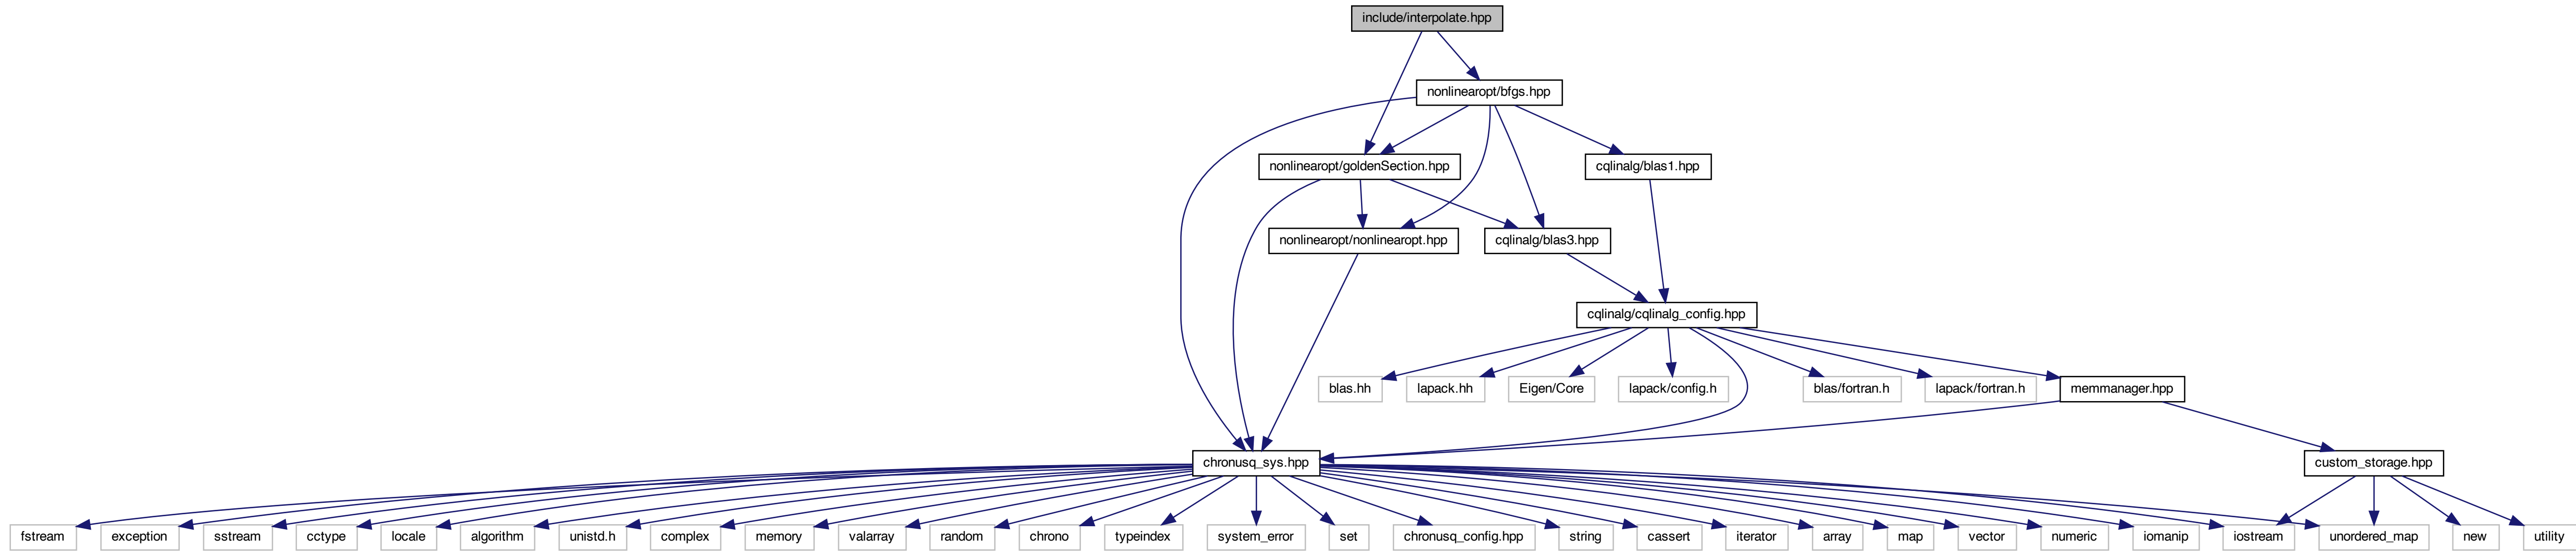 include/interpolate.hpp
nonlinearopt/bfgs.hpp
nonlinearopt/goldenSection.hpp
cqlinalg/blas1.hpp
nonlinearopt/nonlinearopt.hpp
cqlinalg/blas3.hpp
cqlinalg/cqlinalg_config.hpp
blas.hh
lapack.hh
Eigen/Core
lapack/config.h
blas/fortran.h
lapack/fortran.h
memmanager.hpp
chronusq_sys.hpp
custom_storage.hpp
fstream
exception
sstream
cctype
locale
algorithm
unistd.h
complex
memory
valarray
random
chrono
typeindex
system_error
set
chronusq_config.hpp
string
cassert
iterator
array
map
vector
numeric
iomanip
iostream
unordered_map
new
utility